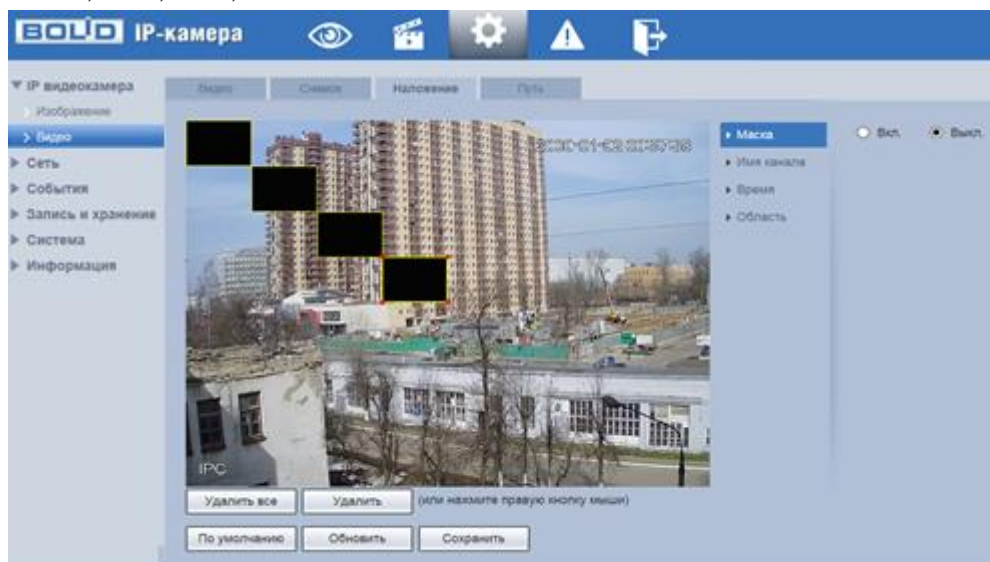 BOLID IP-камера
IP видеокамера
Изображение
Видео
Сеть
События
Запись и хранение
Система
Информация
Видео Снимок Наложение Путь
Маска
Имя канала
Время
Область
Вкл. Выкл.
IPC
Удалить все Удалить (или нажмите правую кнопку мыши)
По умолчанию Обновить Сохранить